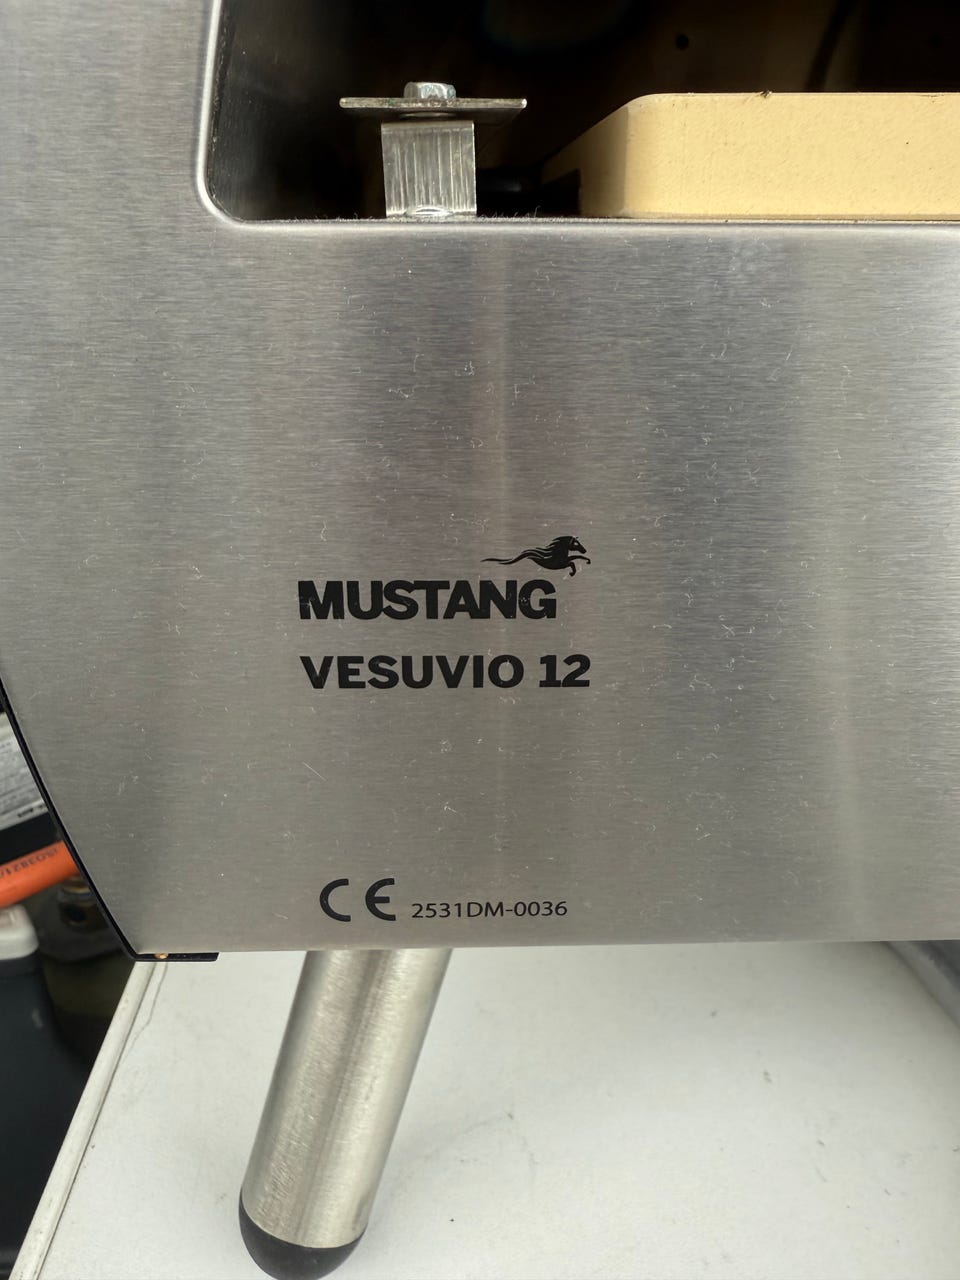 MUSTANG
VESUVIO 12
CE 2531DM-0036